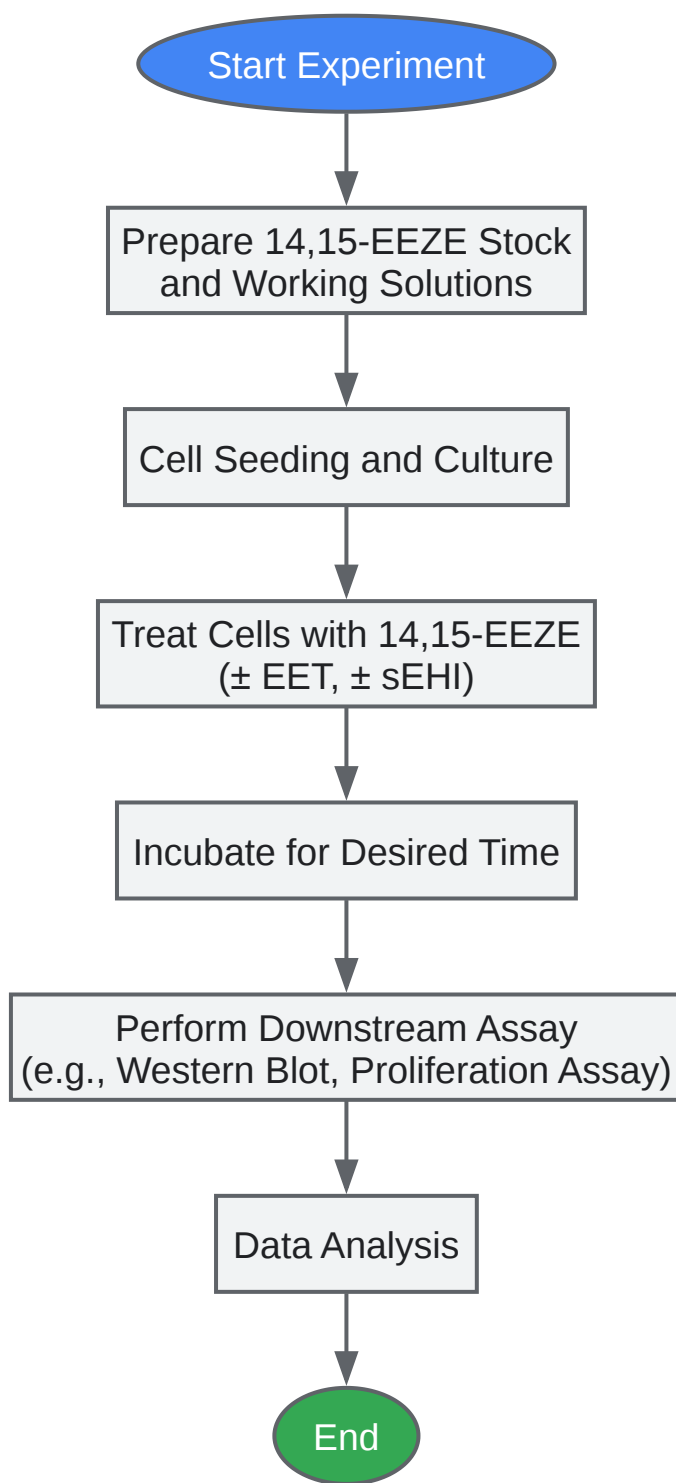 Start Experiment
Prepare 14,15-EEZE Stock
and Working Solutions
Cell Seeding and Culture
Treat Cells with 14,15-EEZE
(± EET, ± sEHI)
Incubate for Desired Time
Perform Downstream Assay
(e.g., Western Blot, Proliferation Assay)
Data Analysis
End